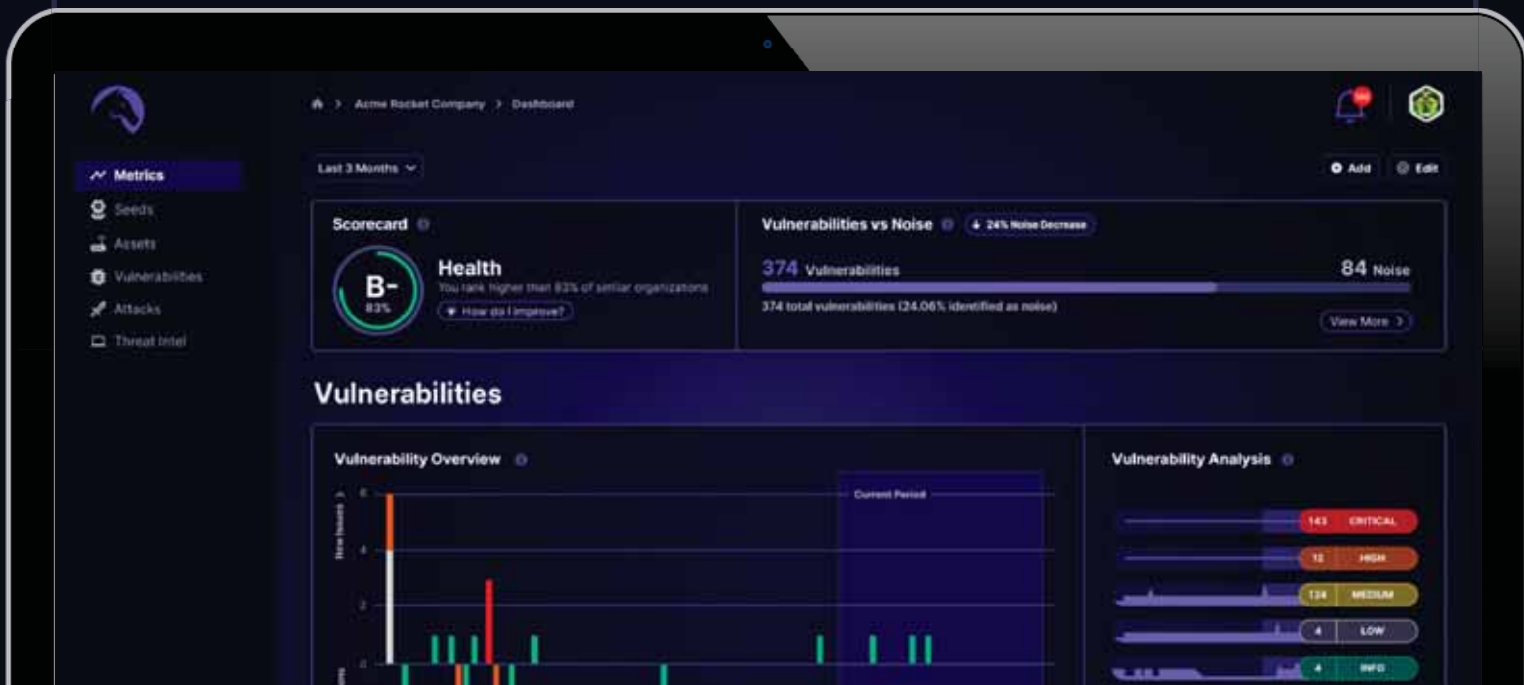 Acme Rocket Company > Dashboard
Last 3 Months
Add
Edit
Metrics
Seeds
Assets
Vulnerabilities
Attacks
Threat Intel
Scorecard
B-
83%
Health
You rank higher than 83% of similar organizations
How do I improve?
Vulnerabilities vs Noise
24% Noise Decrease
374 Vulnerabilities
84 Noise
374 total vulnerabilities (24.06% identified as noise)
View More >
Vulnerabilities
Vulnerability Overview
New Issues >
6
4
2
0
Current Period
Vulnerability Analysis
143 CRITICAL
12 HIGH
134 MEDIUM
4 LOW
4 INFO